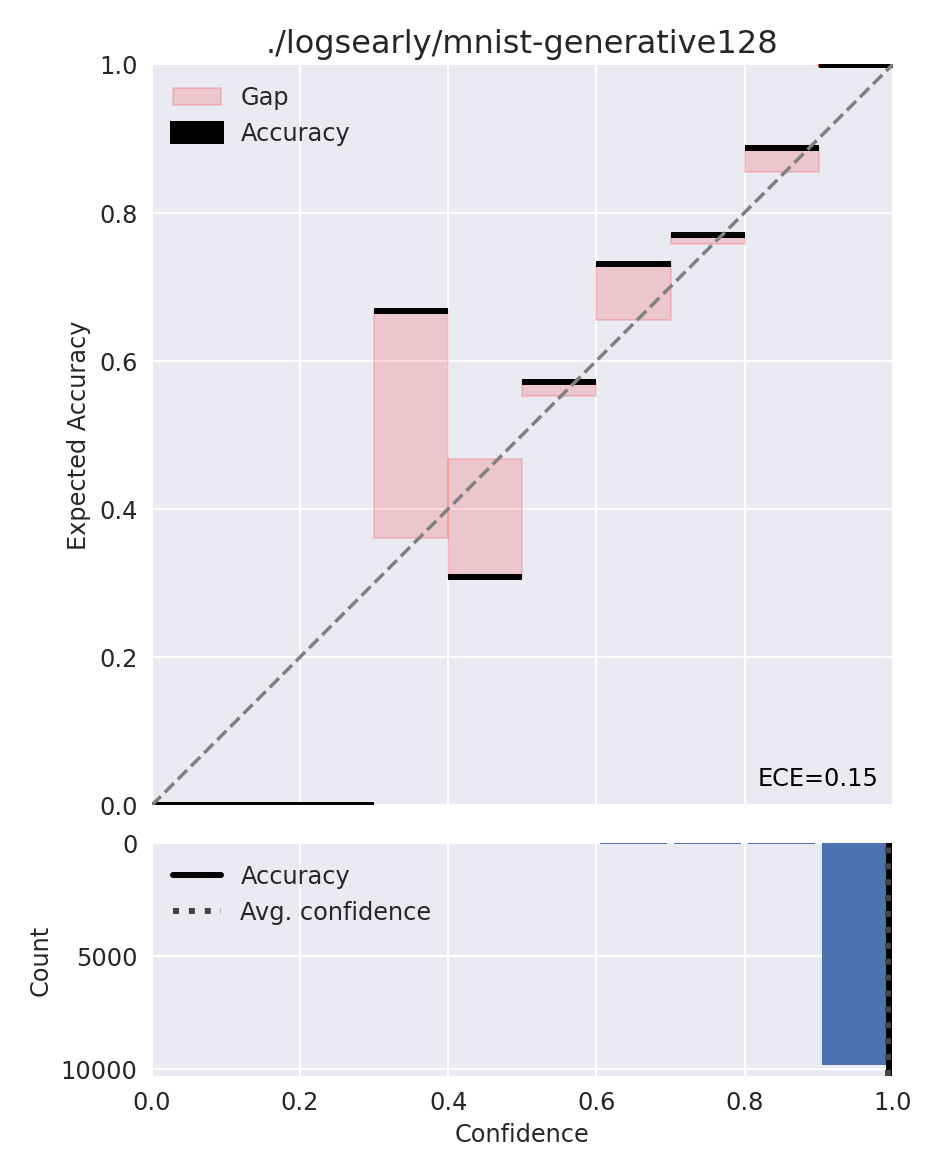 ./logsearly/mnist-generative128
1.0
Gap
Accuracy
0.8
0.6
Expected Accuracy
0.4
0.2
ECE=0.15
0.0
0
Accuracy
Avg. confidence
Count
5000
10000
0.0 0.2 0.4 0.6 0.8 1.0
Confidence